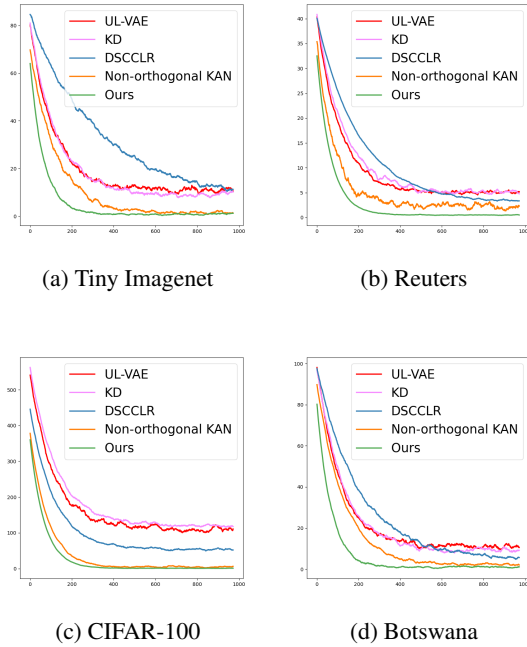 UL-VAE
KD
DSCCLR
Non-orthogonal KAN
Ours
80
60
40
20
0
0 200 400 600 800 1000
(a) Tiny Imagenet
UL-VAE
KD
DSCCLR
Non-orthogonal KAN
Ours
40
35
30
25
20
15
10
5
0
0 200 400 600 800 1000
(b) Reuters
UL-VAE
KD
DSCCLR
Non-orthogonal KAN
Ours
500
400
300
200
100
0
0 200 400 600 800 1000
(c) CIFAR-100
UL-VAE
KD
DSCCLR
Non-orthogonal KAN
Ours
100
80
60
40
20
0
0 200 400 600 800 1000
(d) Botswana